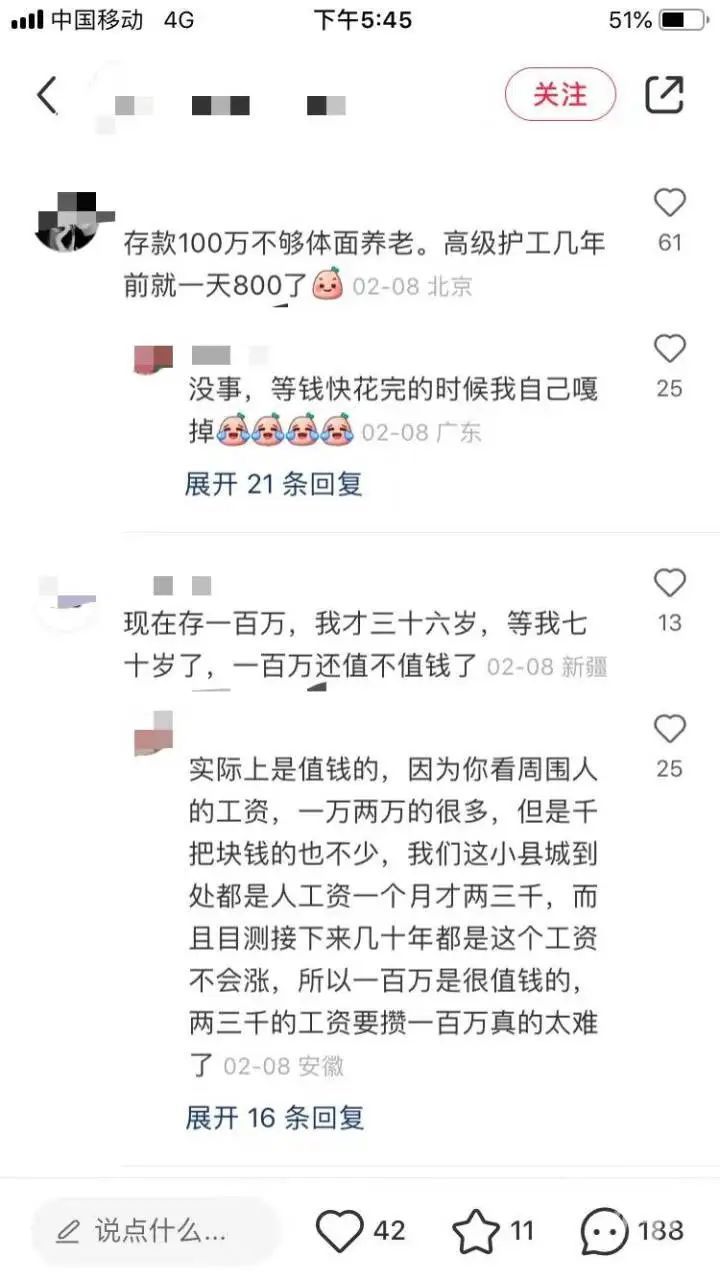 中国移动 4G 下午5:45 51%
关注
存款100万不够体面养老。高级护工几年
前就一天800了 02-08 北京
61
没事，等钱快花完的时候我自己嘎
掉 02-08 广东
25
展开 21 条回复
现在存一百万，我才三十六岁，等我七
十岁了，一百万还值不值钱了 02-08 新疆
13
实际上是值钱的，因为你看周围人
的工资，一万两万的很多，但是千
把块钱的也不少，我们这小县城到
处都是人工资一个月才两三千，而
且目测接下来几十年都是这个工资
不会涨，所以一百万是很值钱的，
两三千的工资要攒一百万真的太难
了 02-08 安徽
25
展开 16 条回复
说点什么... 42 11 188